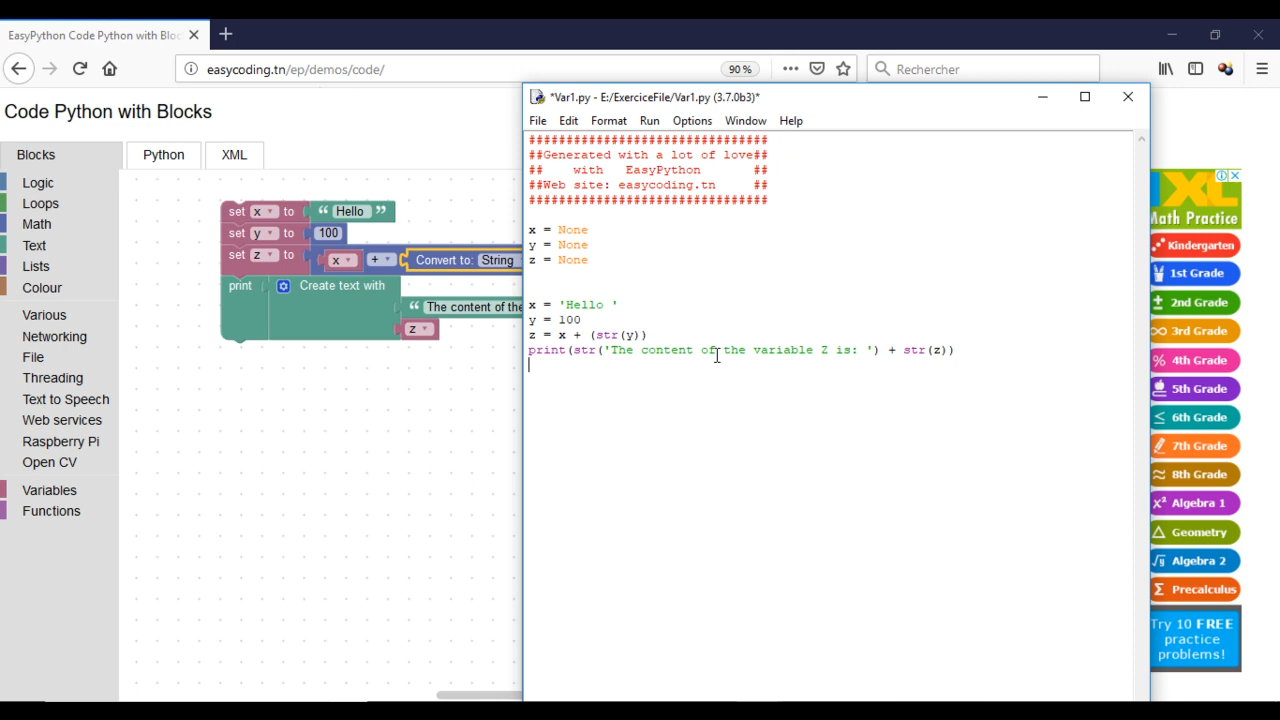 EasyPython Code Python with Bloc
easycoding.tn/ep/demos/code/
90 %
Rechercher
Code Python with Blocks
Blocks
Python
XML
Logic
Loops
Math
Text
Lists
Colour
Various
Networking
File
Threading
Text to Speech
Web services
Raspberry Pi
Open CV
Variables
Functions
set x to “ Hello ”
set y to 100
set z to x + Convert to: String
print Create text with
“ The content of the
z
*Var1.py - E:/ExerciceFile/Var1.py (3.7.0b3)*
File Edit Format Run Options Window Help
################################
##Generated with a lot of love##
## with EasyPython ##
##Web site: easycoding.tn ##
################################
x = None
y = None
z = None
x = 'Hello '
y = 100
z = x + (str(y))
print(str('The content of the variable Z is: ') + str(z))
XL
Math Practice
Kindergarten
1st Grade
2nd Grade
3rd Grade
4th Grade
5th Grade
6th Grade
7th Grade
8th Grade
Algebra 1
Geometry
Algebra 2
Precalculus
Try 10 FREE
practice
problems!